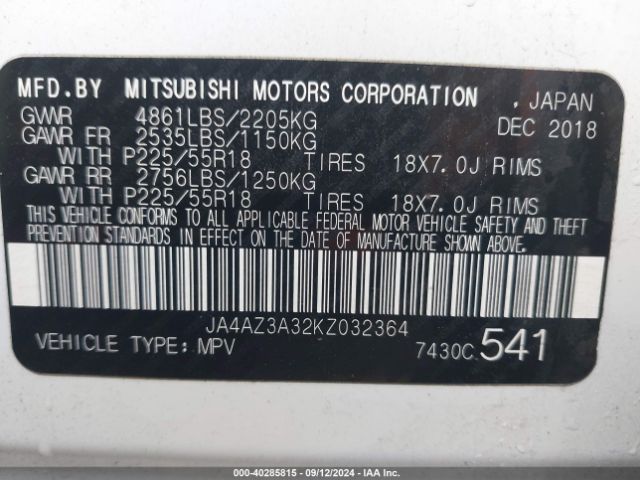 MFD.BY MITSUBISHI MOTORS CORPORATION . JAPAN
GVWR 4861LBS/2205KG DEC 2018
GAWR FR 2535LBS/1150KG
WITH P225/55R18 TIRES 18X7.0J RIMS
GAWR RR 2756LBS/1250KG
WITH P225/55R18 TIRES 18X7.0J RIMS
THIS VEHICLE CONFORMS TO ALL APPLICABLE FEDERAL MOTOR VEHICLE SAFETY AND THEFT
PREVENTION STANDARDS IN EFFECT ON THE DATE OF MANUFACTURE SHOWN ABOVE.
JA4AZ3A32KZ032364
VEHICLE TYPE: MPV 7430C 541
000-40285815 - 09/12/2024 - IAA, Inc.